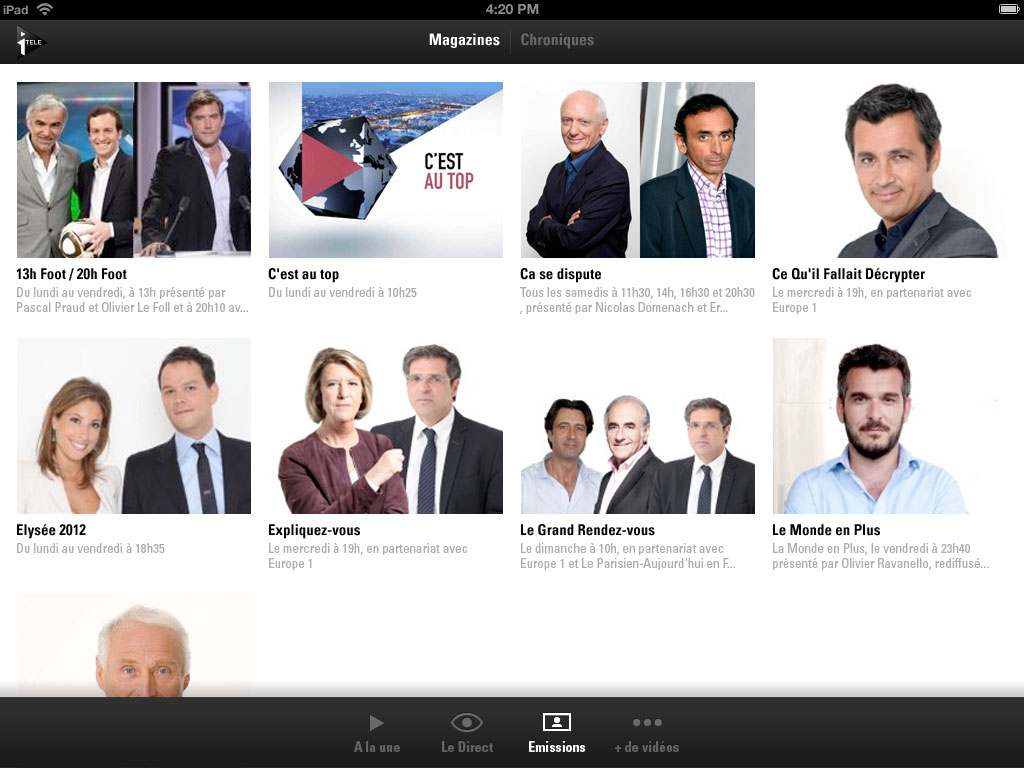 iPad 4:20 PM
i TELE Magazines Chroniques
C'EST
AU TOP
13h Foot / 20h Foot
Du lundi au vendredi, à 13h présenté par
Pascal Praud et Olivier Le Foll et à 20h10 av...
C'est au top
Du lundi au vendredi à 10h25
Ca se dispute
Tous les samedis à 11h30, 14h, 16h30 et 20h30
, présenté par Nicolas Domenach et Er...
Ce Qu'il Fallait Décrypter
Le mercredi à 19h, en partenariat avec
Europe 1
Elysée 2012
Du lundi au vendredi à 18h35
Expliquez-vous
Le mercredi à 19h, en partenariat avec
Europe 1
Le Grand Rendez-vous
Le dimanche à 10h, en partenariat avec
Europe 1 et Le Parisien-Aujourd'hui en F...
Le Monde en Plus
La Monde en Plus, le vendredi à 23h40
présenté par Olivier Ravanello, rediffusé...
A la une Le Direct Emissions + de vidéos